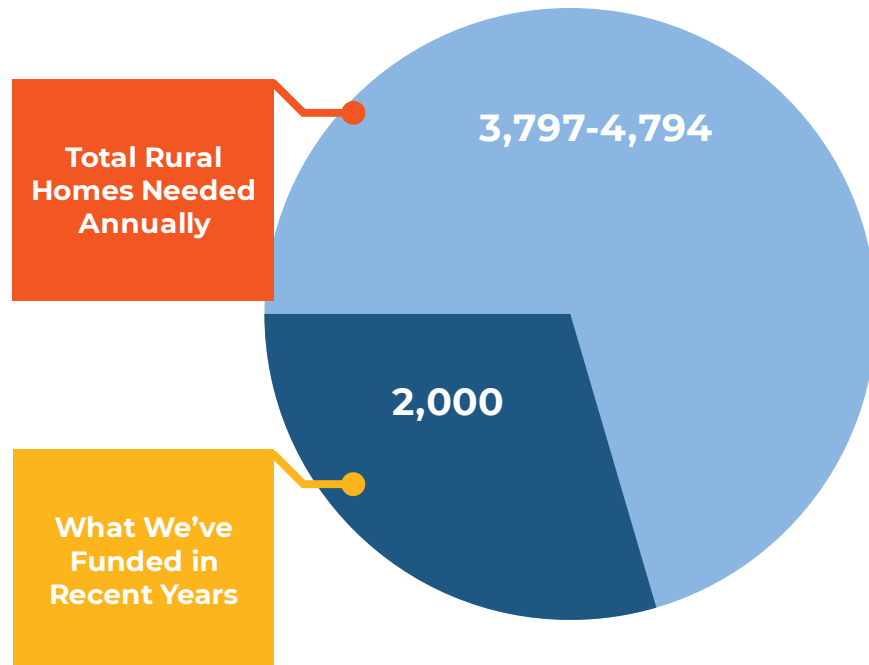 3,797-4,794
Total Rural
Homes Needed
Annually
2,000
What We’ve
Funded in
Recent Years